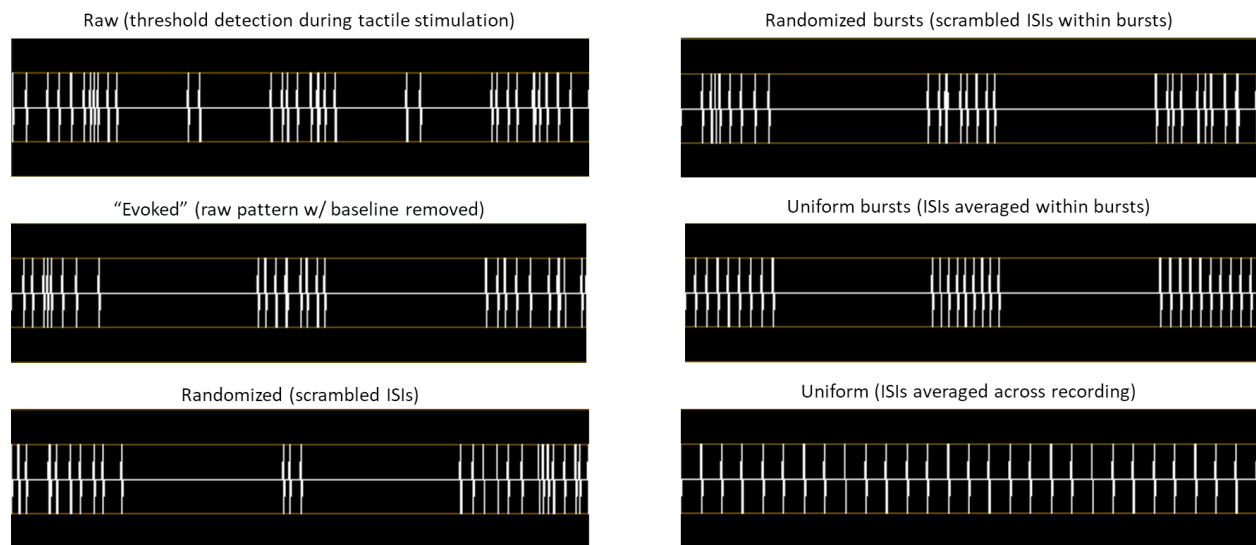 Raw (threshold detection during tactile stimulation)
Randomized bursts (scrambled ISIs within bursts)
“Evoked” (raw pattern w/ baseline removed)
Uniform bursts (ISIs averaged within bursts)
Randomized (scrambled ISIs)
Uniform (ISIs averaged across recording)